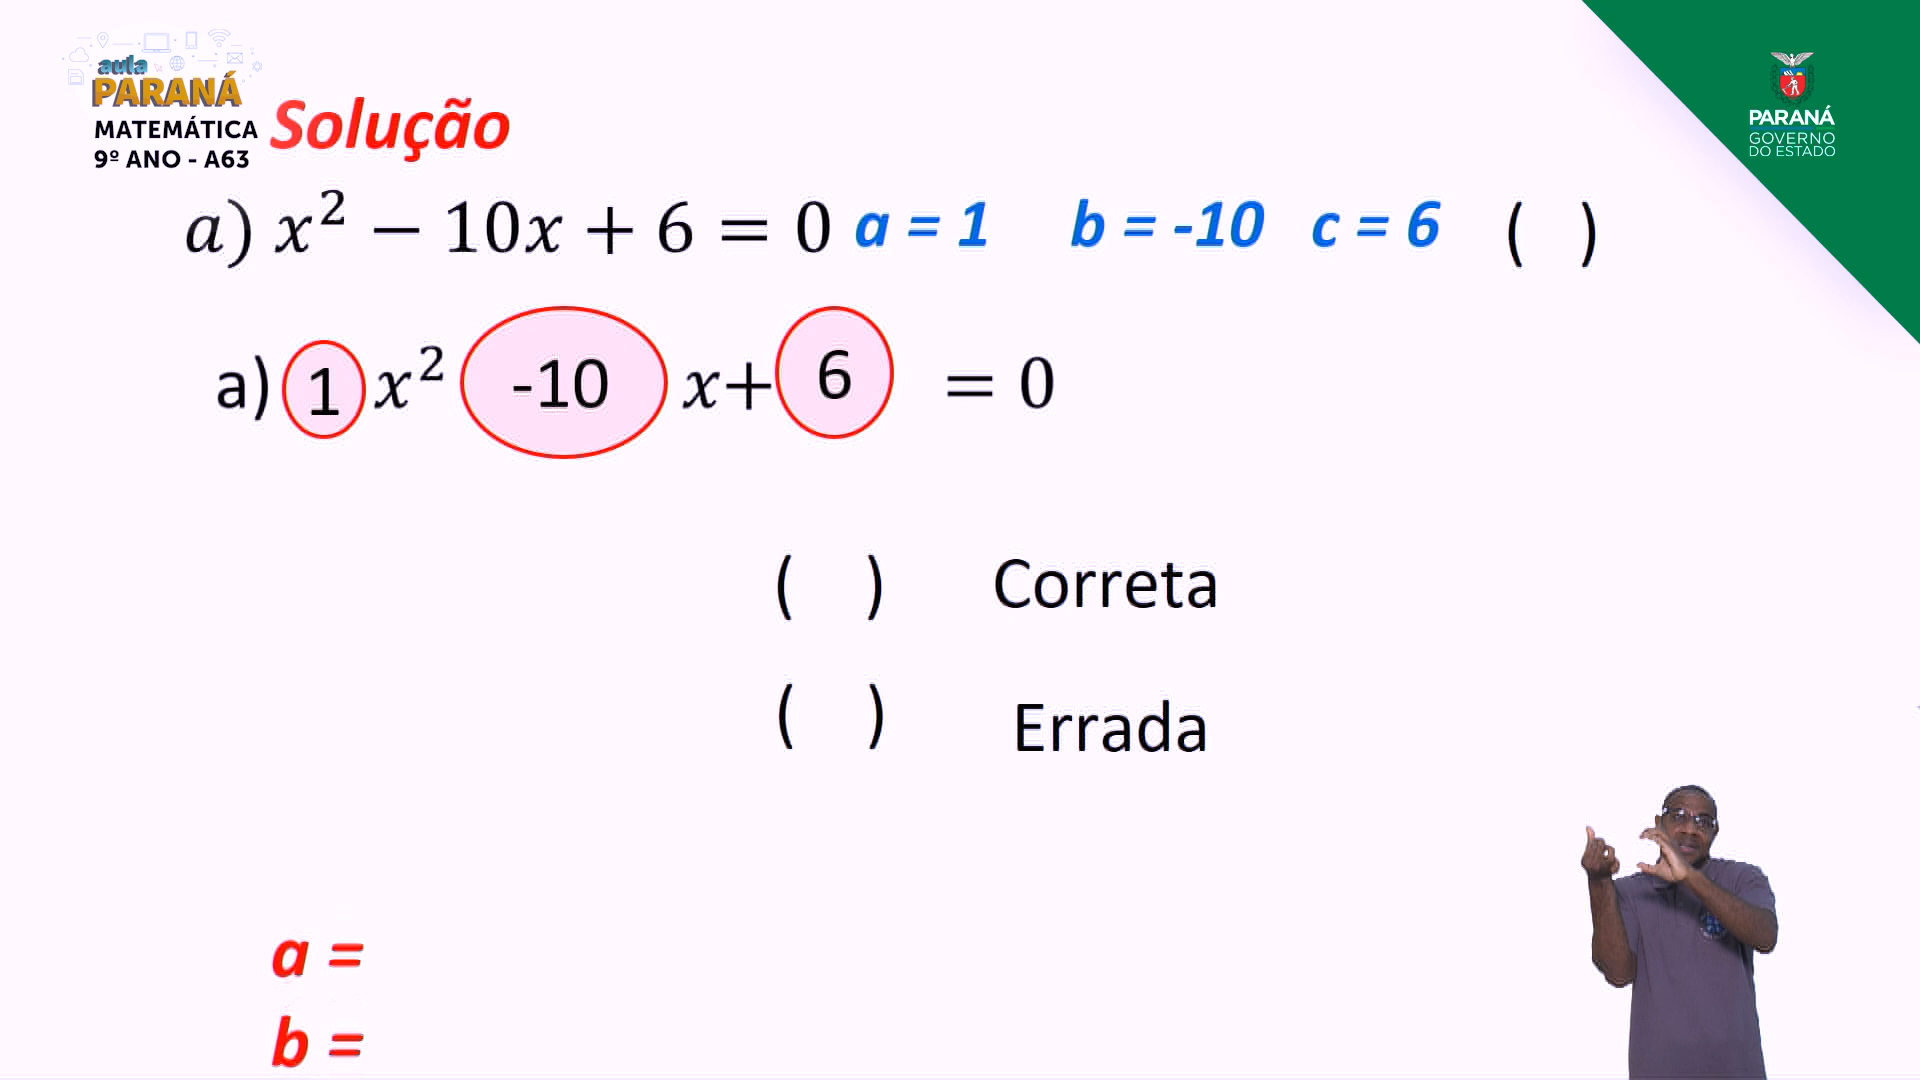 aula
PARANÁ
MATEMÁTICA
9º ANO - A63
Solução
PARANÁ
GOVERNO
DO ESTADO
a) x² − 10x + 6 = 0 a = 1 b = -10 c = 6 ( )
a) 1 x² -10 x+ 6 = 0
( ) Correta
( ) Errada
a =
b =